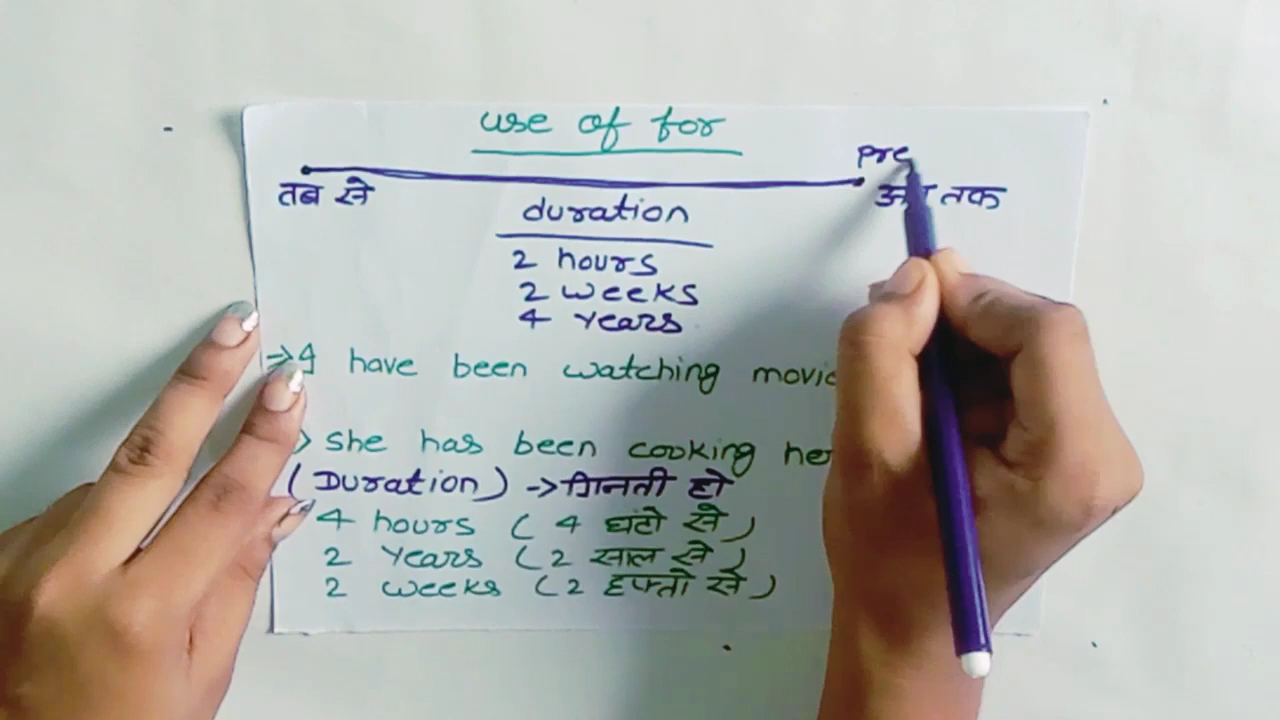 use of for
Pre
तब से तक
duration
2 hours
2 weeks
4 years
→ I have been watching
She has been cooking
(Duration) -> गिनती हो
4 hours (4 घंटो से)
2 Years (2 साल से)
2 weeks (2 हफ्तो से)